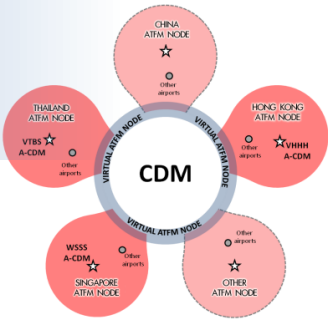 CHINA
ATFM NODE
Other
airports
THAILAND
ATFM NODE
VTBS
A-CDM
Other
airports
HONG KONG
ATFM NODE
Other
airports
VHHH
A-CDM
VIRTUAL ATFM NODE
VIRTUAL ATFM NODE
CDM
VIRTUAL ATFM NODE
WSSS
A-CDM
Other
airports
SINGAPORE
ATFM NODE
Other
airports
OTHER
ATFM NODE